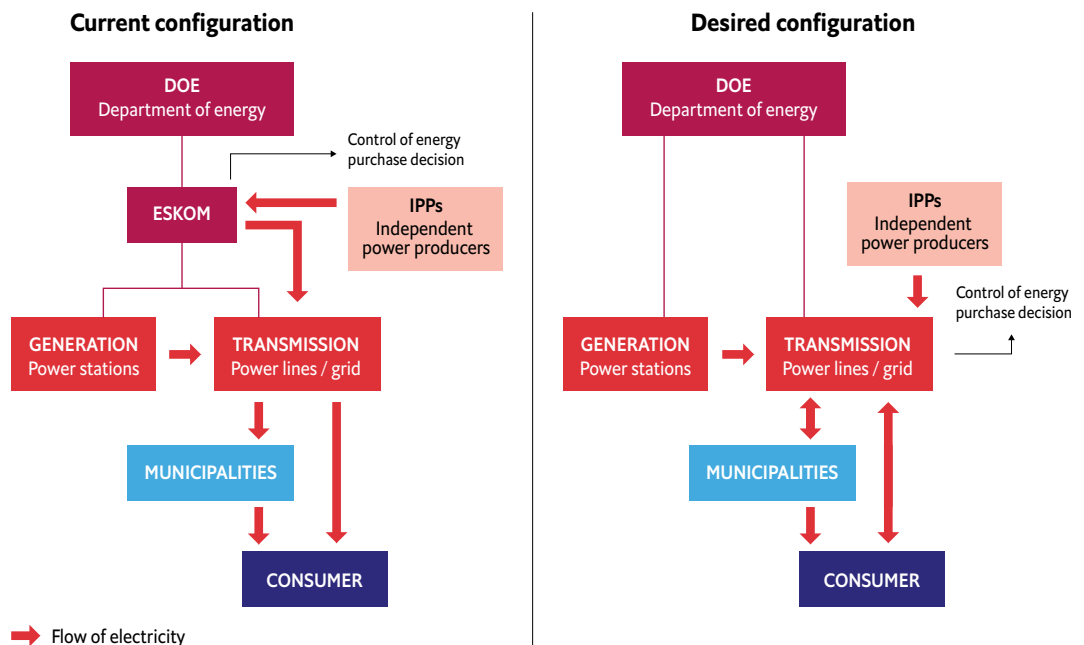 Current configuration
DOE
Department of energy
Control of energy
purchase decision
ESKOM
IPPs
Independent
power producers
GENERATION
Power stations
TRANSMISSION
Power lines / grid
MUNICIPALITIES
CONSUMER
Flow of electricity
Desired configuration
DOE
Department of energy
IPPs
Independent
power producers
Control of energy
purchase decision
GENERATION
Power stations
TRANSMISSION
Power lines / grid
MUNICIPALITIES
CONSUMER